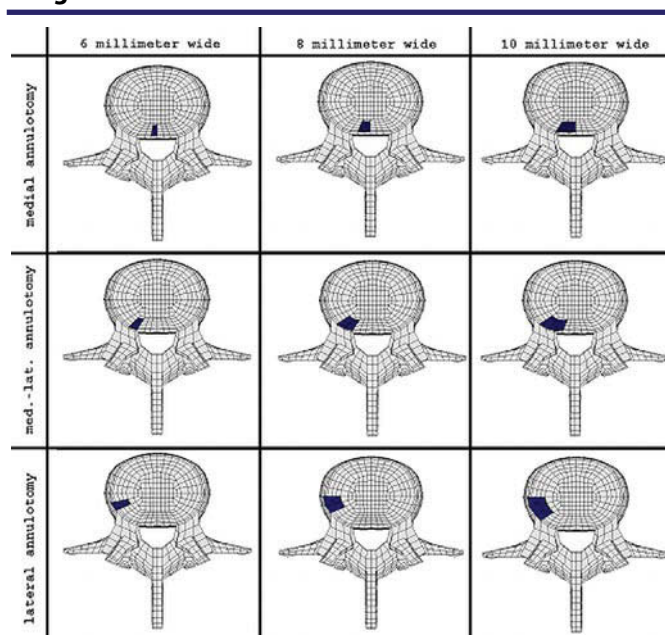 6 millimeter wide 8 millimeter wide 10 millimeter wide
medial annulotomy
med.-lat. annulotomy
lateral annulotomy